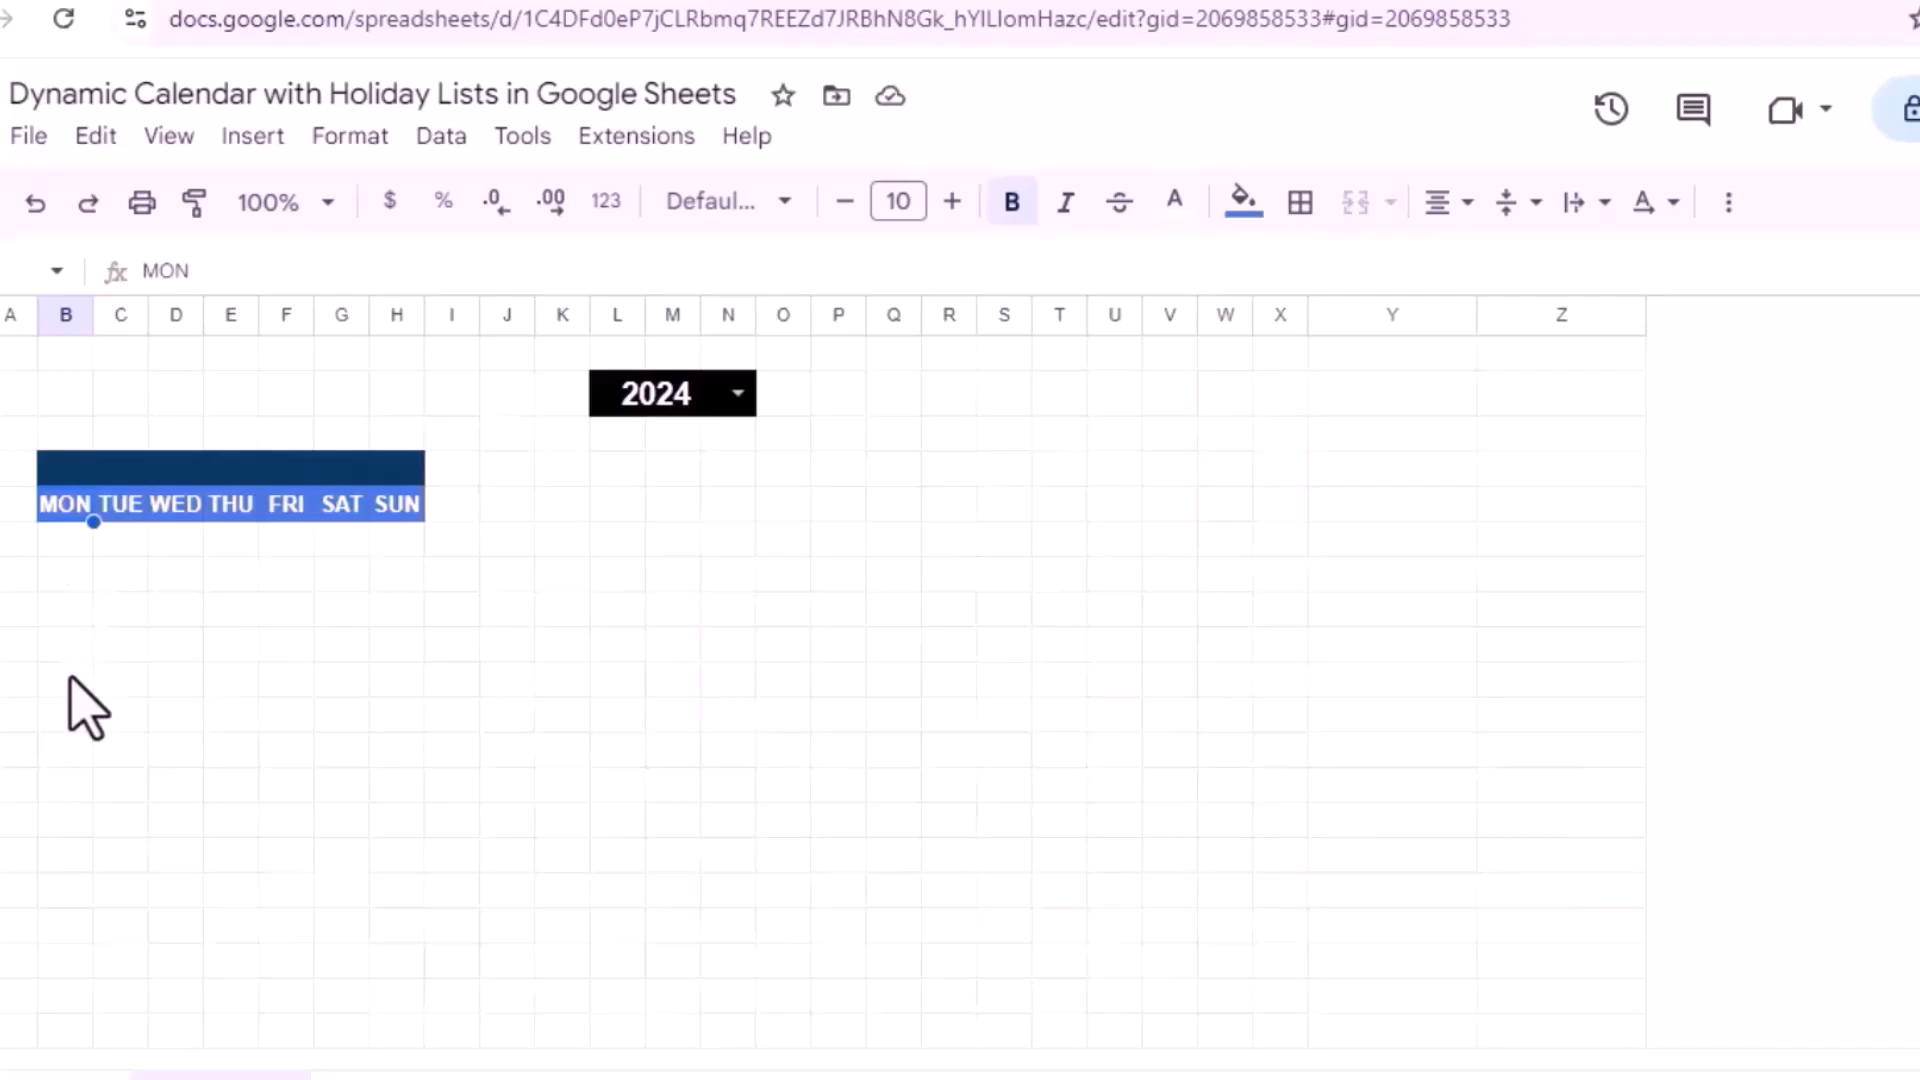 docs.google.com/spreadsheets/d/1C4DFd0eP7jCLRbmq7REEZd7JRBhN8Gk_hYILIomHazc/edit?gid=2069858533#gid=2069858533
Dynamic Calendar with Holiday Lists in Google Sheets
File Edit View Insert Format Data Tools Extensions Help
100% $ % .0 .00 123 Defaul... − 10 + B I S A A
fx MON
A B C D E F G H I J K L M N O P Q R S T U V W X Y Z
2024
MON TUE WED THU FRI SAT SUN